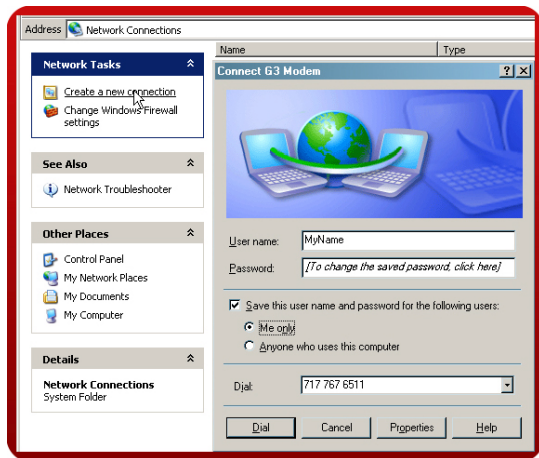 Address Network Connections
Name Type
Network Tasks
Create a new connection
Change Windows Firewall
settings
See Also
Network Troubleshooter
Other Places
Control Panel
My Network Places
My Documents
My Computer
Details
Network Connections
System Folder
Connect G3 Modem
User name: MyName
Password: [To change the saved password, click here]
Save this user name and password for the following users:
Me only
Anyone who uses this computer
Dial: 717 767 6511
Dial Cancel Properties Help